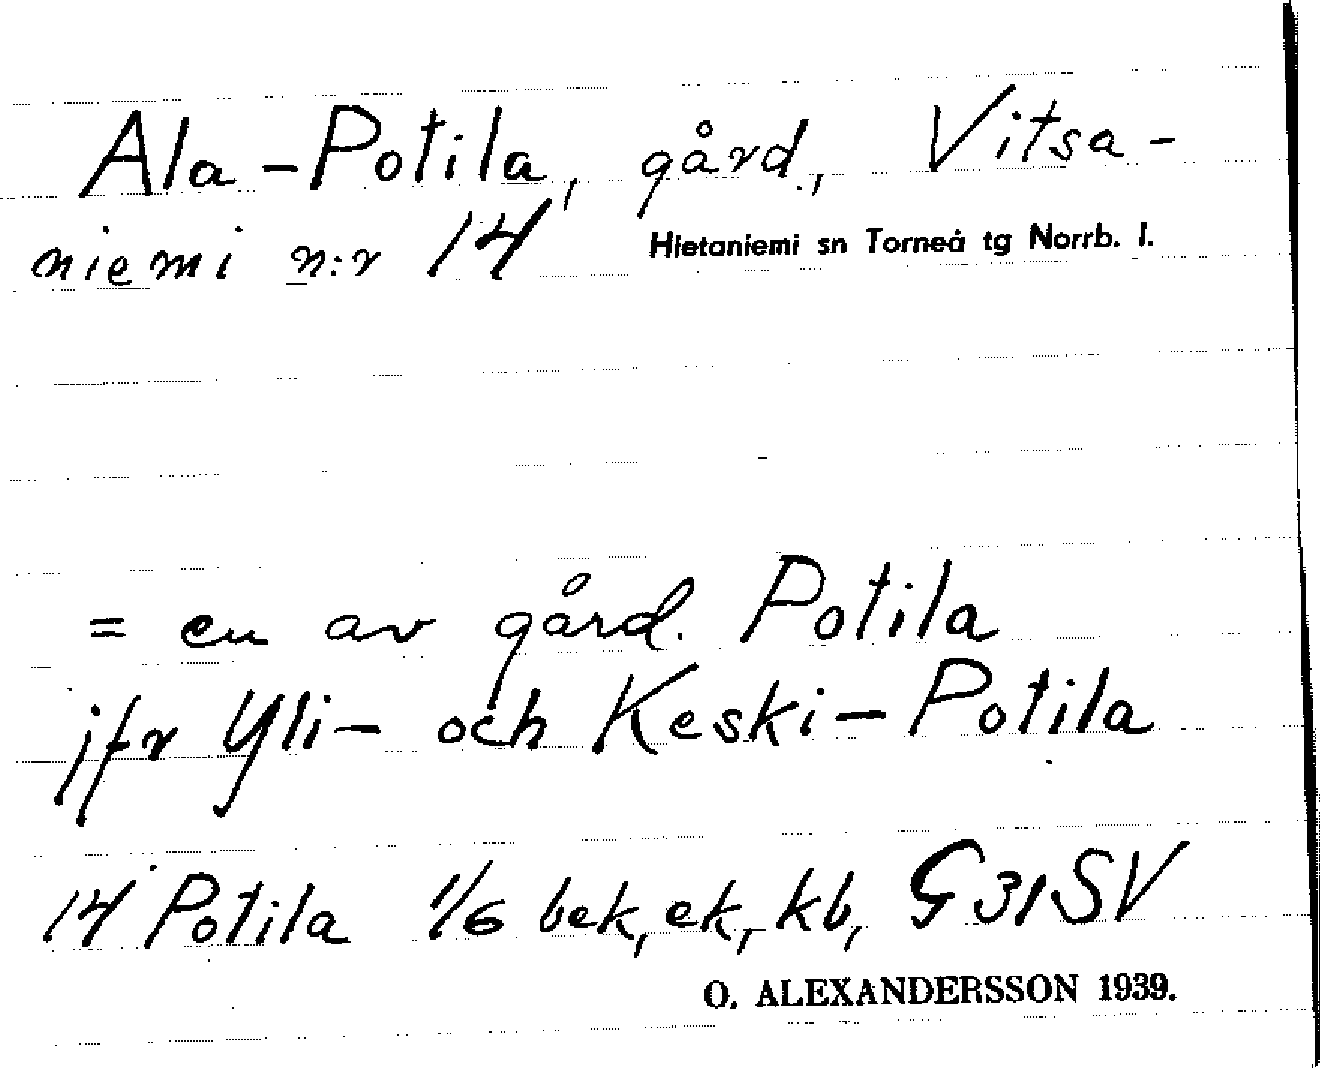 Ala-Potila, gård, Vitsa-
niemi n:r 14 Hietaniemi sn Torneå tg Norrb. l.
= en av gård. Potila
jfr Yli- och Keski-Potila
14 Potila 1/6 bek, ek, kb, G31SV
O. ALEXANDERSSON 1939.